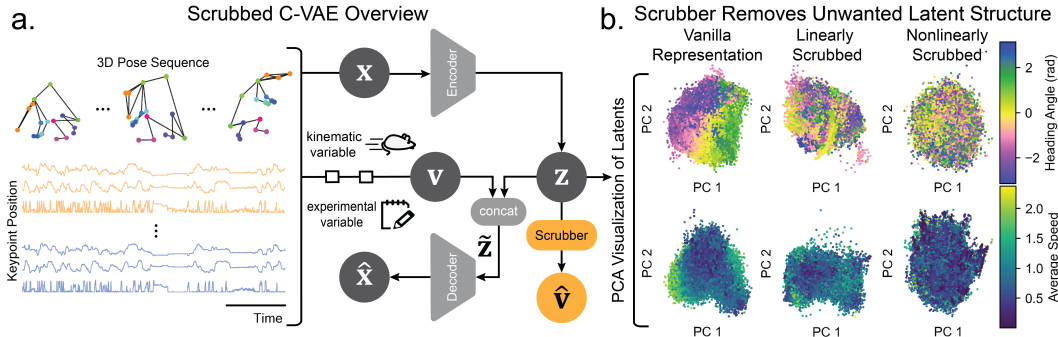 a.
Scrubbed C-VAE Overview
3D Pose Sequence
...
...
Keypoint Position
Time
X
Encoder
kinematic
variable
experimental
variable
V
Z
concat
Z̃
Scrubber
X̂
Decoder
v̂
PCA Visualization of Latents
b.
Scrubber Removes Unwanted Latent Structure
Vanilla
Representation
Linearly
Scrubbed
Nonlinearly
Scrubbed
PC 2
PC 1
PC 2
PC 1
PC 2
PC 1
Heading Angle (rad)
2
1
0
−1
−2
PC 2
PC 1
PC 2
PC 1
PC 2
PC 1
Average Speed
2.0
1.5
1.0
0.5